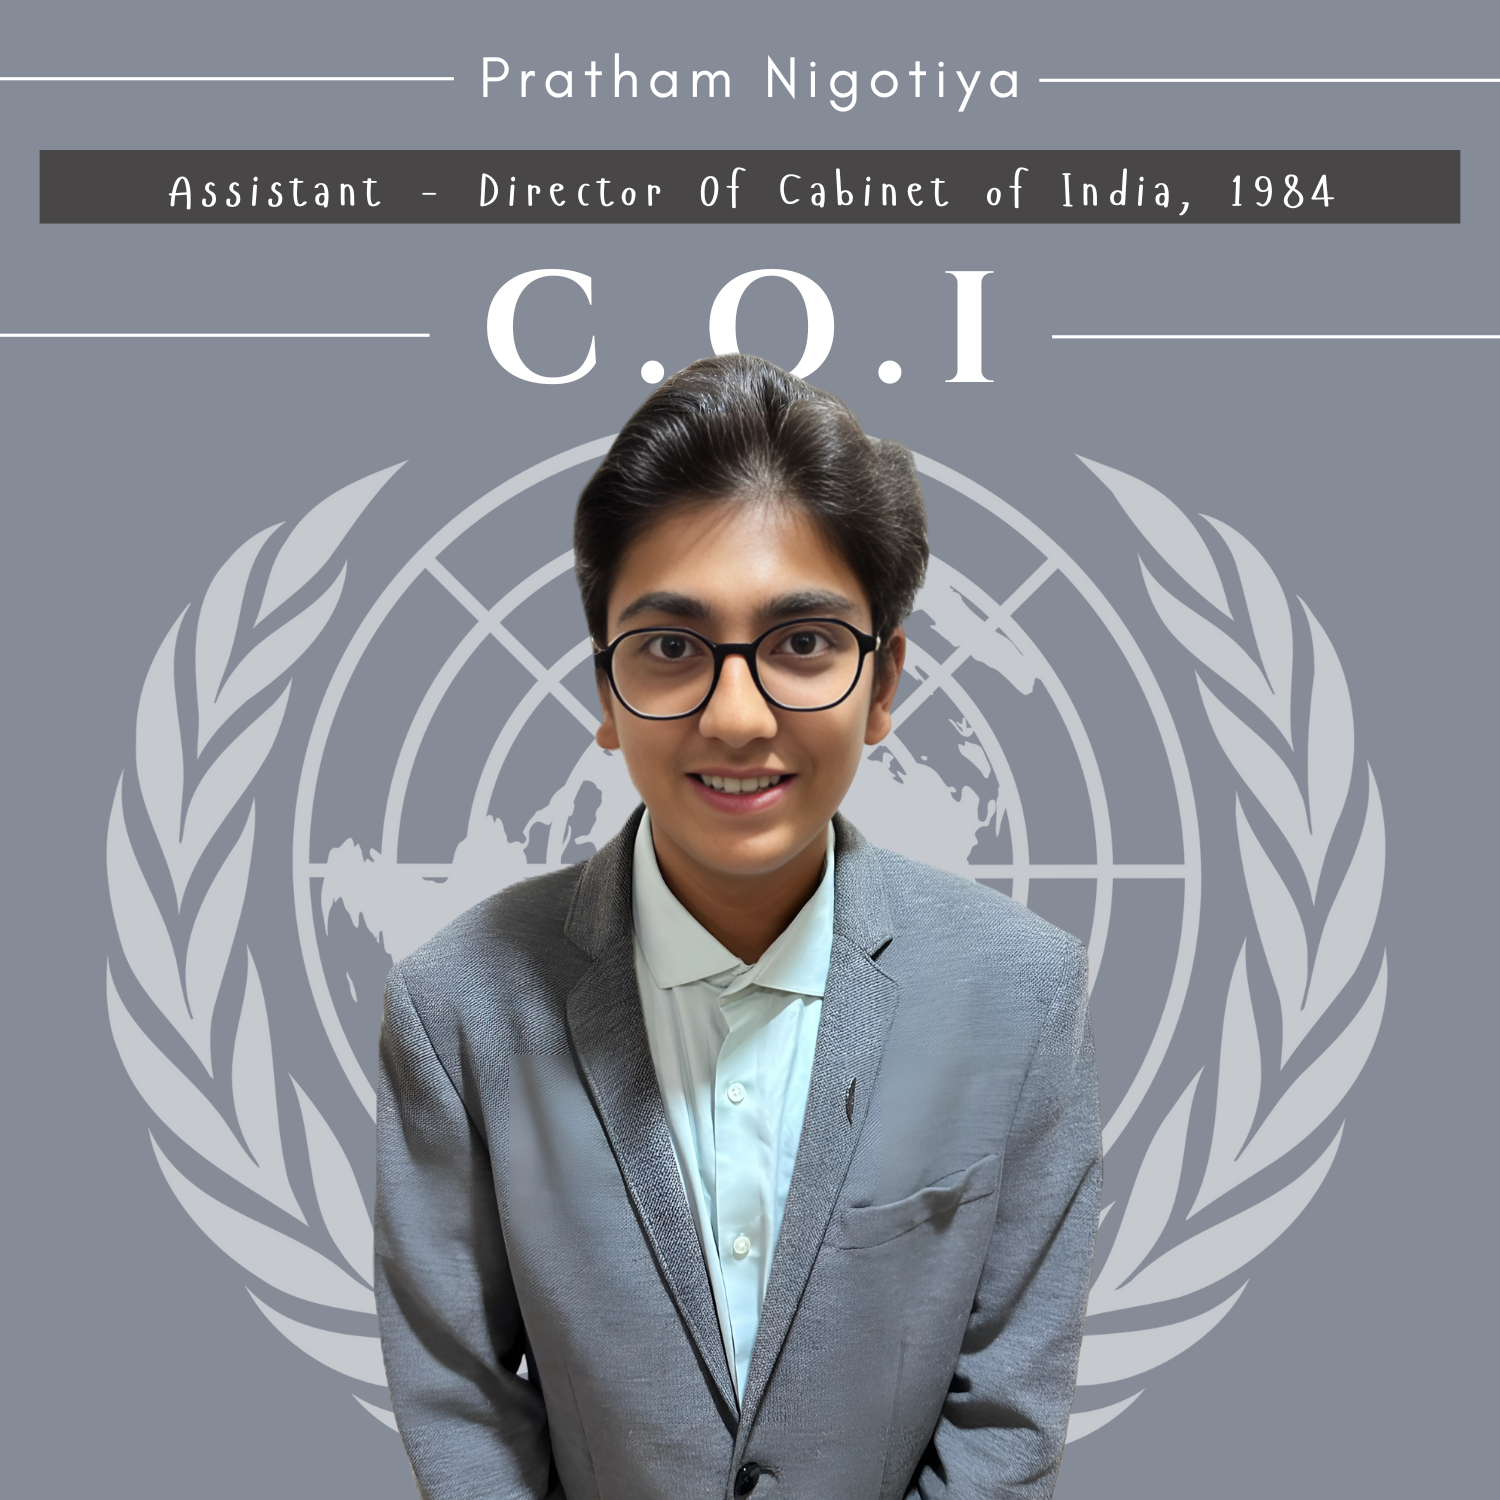 Pratham Nigotiya
Assistant - Director Of Cabinet of India, 1984
C.O.I